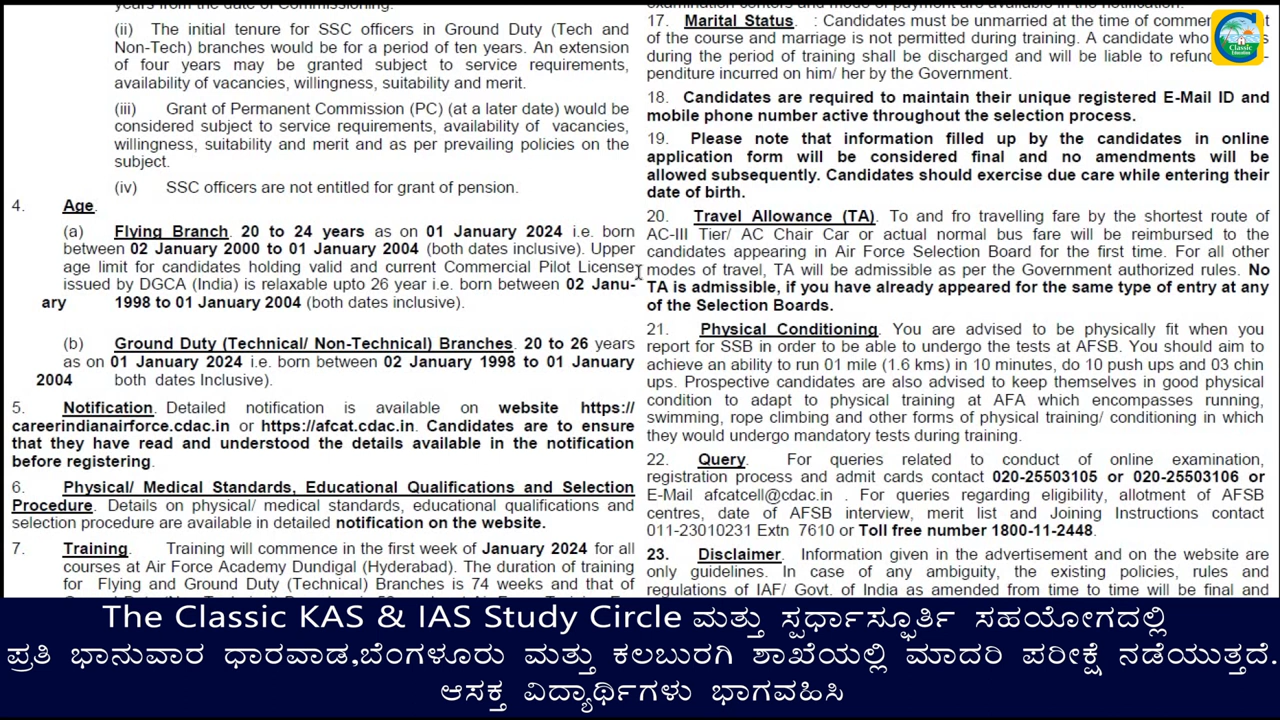 years from the date of Commissioning.
(ii) The initial tenure for SSC officers in Ground Duty (Tech and
Non-Tech) branches would be for a period of ten years. An extension
of four years may be granted subject to service requirements,
availability of vacancies, willingness, suitability and merit.
(iii) Grant of Permanent Commission (PC) (at a later date) would be
considered subject to service requirements, availability of vacancies,
willingness, suitability and merit and as per prevailing policies on the
subject.
(iv) SSC officers are not entitled for grant of pension.
4. Age.
(a) Flying Branch. 20 to 24 years as on 01 January 2024 i.e. born
between 02 January 2000 to 01 January 2004 (both dates inclusive). Upper
age limit for candidates holding valid and current Commercial Pilot License
issued by DGCA (India) is relaxable upto 26 year i.e. born between 02 Janu-
ary 1998 to 01 January 2004 (both dates inclusive).
(b) Ground Duty (Technical/ Non-Technical) Branches. 20 to 26 years
as on 01 January 2024 i.e. born between 02 January 1998 to 01 January
2004 both dates Inclusive).
5. Notification. Detailed notification is available on website https://
careerindianairforce.cdac.in or https://afcat.cdac.in. Candidates are to ensure
that they have read and understood the details available in the notification
before registering.
6. Physical/ Medical Standards, Educational Qualifications and Selection
Procedure. Details on physical/ medical standards, educational qualifications and
selection procedure are available in detailed notification on the website.
7. Training. Training will commence in the first week of January 2024 for all
courses at Air Force Academy Dundigal (Hyderabad). The duration of training
for Flying and Ground Duty (Technical) Branches is 74 weeks and that of
examination centers and mode of payment are available in the notification.
17. Marital Status. : Candidates must be unmarried at the time of commen
of the course and marriage is not permitted during training. A candidate who
during the period of training shall be discharged and will be liable to refund
penditure incurred on him/ her by the Government.
18. Candidates are required to maintain their unique registered E-Mail ID and
mobile phone number active throughout the selection process.
19. Please note that information filled up by the candidates in online
application form will be considered final and no amendments will be
allowed subsequently. Candidates should exercise due care while entering their
date of birth.
20. Travel Allowance (TA). To and fro travelling fare by the shortest route of
AC-III Tier/ AC Chair Car or actual normal bus fare will be reimbursed to the
candidates appearing in Air Force Selection Board for the first time. For all other
modes of travel, TA will be admissible as per the Government authorized rules. No
TA is admissible, if you have already appeared for the same type of entry at any
of the Selection Boards.
21. Physical Conditioning. You are advised to be physically fit when you
report for SSB in order to be able to undergo the tests at AFSB. You should aim to
achieve an ability to run 01 mile (1.6 kms) in 10 minutes, do 10 push ups and 03 chin
ups. Prospective candidates are also advised to keep themselves in good physical
condition to adapt to physical training at AFA which encompasses running,
swimming, rope climbing and other forms of physical training/ conditioning in which
they would undergo mandatory tests during training.
22. Query. For queries related to conduct of online examination,
registration process and admit cards contact 020-25503105 or 020-25503106 or
E-Mail afcatcell@cdac.in . For queries regarding eligibility, allotment of AFSB
centres, date of AFSB interview, merit list and Joining Instructions contact
011-23010231 Extn 7610 or Toll free number 1800-11-2448.
23. Disclaimer. Information given in the advertisement and on the website are
only guidelines. In case of any ambiguity, the existing policies, rules and
regulations of IAF/ Govt. of India as amended from time to time will be final and
Classic
Education
The Classic KAS & IAS Study Circle ಮತ್ತು ಸ್ಪರ್ಧಾಸ್ಫೂರ್ತಿ ಸಹಯೋಗದಲ್ಲಿ
ಪ್ರತಿ ಭಾನುವಾರ ಧಾರವಾಡ,ಬೆಂಗಳೂರು ಮತ್ತು ಕಲಬುರಗಿ ಶಾಖೆಯಲ್ಲಿ ಮಾದರಿ ಪರೀಕ್ಷೆ ನಡೆಯುತ್ತದೆ.
ಆಸಕ್ತ ವಿದ್ಯಾರ್ಥಿಗಳು ಭಾಗವಹಿಸಿ